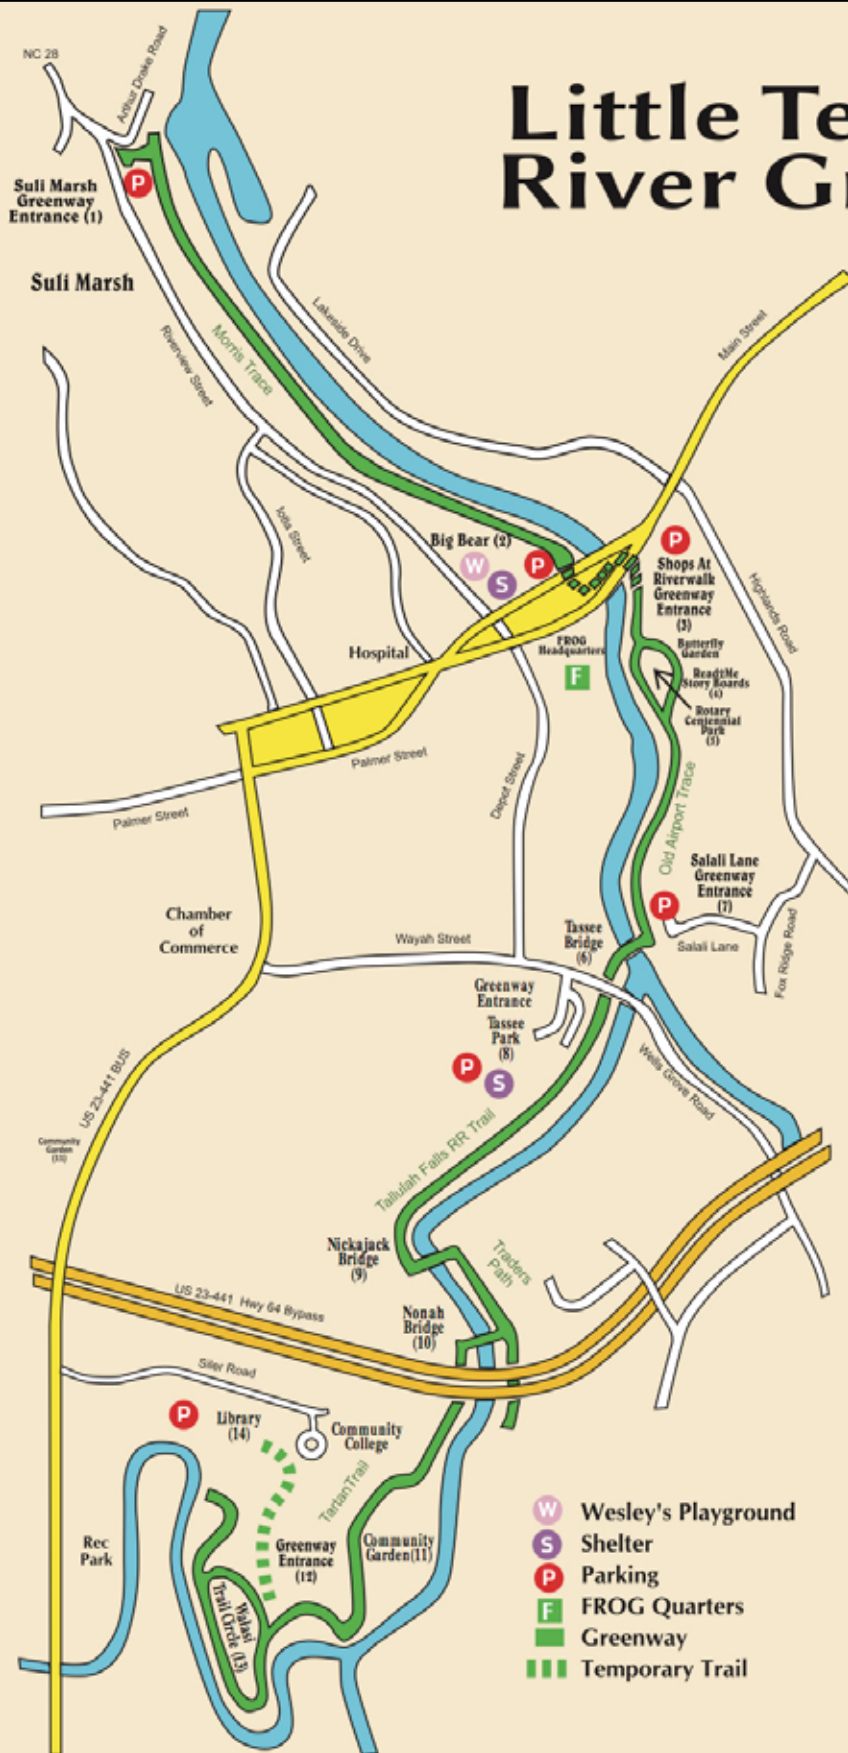 Little Te
River Gr
NC 28
Arthur Drake Road
Suli Marsh
Greenway
Entrance (1)
P
Suli Marsh
Riverview Street
Morris Trace
Lakeside Drive
Main Street
Iotla Street
Big Bear (2)
W
S
P
P
Shops At
Riverwalk
Greenway
Entrance
(3)
Highlands Road
Hospital
FROG
Headquarters
F
Butterfly
Garden
Read2Me
Story Boards
(4)
Rotary
Centennial
Park
(5)
Palmer Street
Palmer Street
Depot Street
Old Airport Trace
Salali Lane
Greenway
Entrance
(7)
P
Salali Lane
Fox Ridge Road
Chamber
of
Commerce
Wayah Street
Tassee
Bridge
(6)
Greenway
Entrance
Tassee
Park
(8)
P
S
Wells Grove Road
US 23-441 BUS
Community
Garden
(11)
Tallulah Falls RR Trail
Nickajack
Bridge
(9)
Traders
Path
Nonah
Bridge
(10)
US 23-441 Hwy 64 Bypass
Siler Road
P
Library
(14)
Community
College
TartanTrail
Rec
Park
Greenway
Entrance
(12)
Community
Garden(11)
Walasi
Trail Circle (13)
W Wesley's Playground
S Shelter
P Parking
F FROG Quarters
Greenway
Temporary Trail